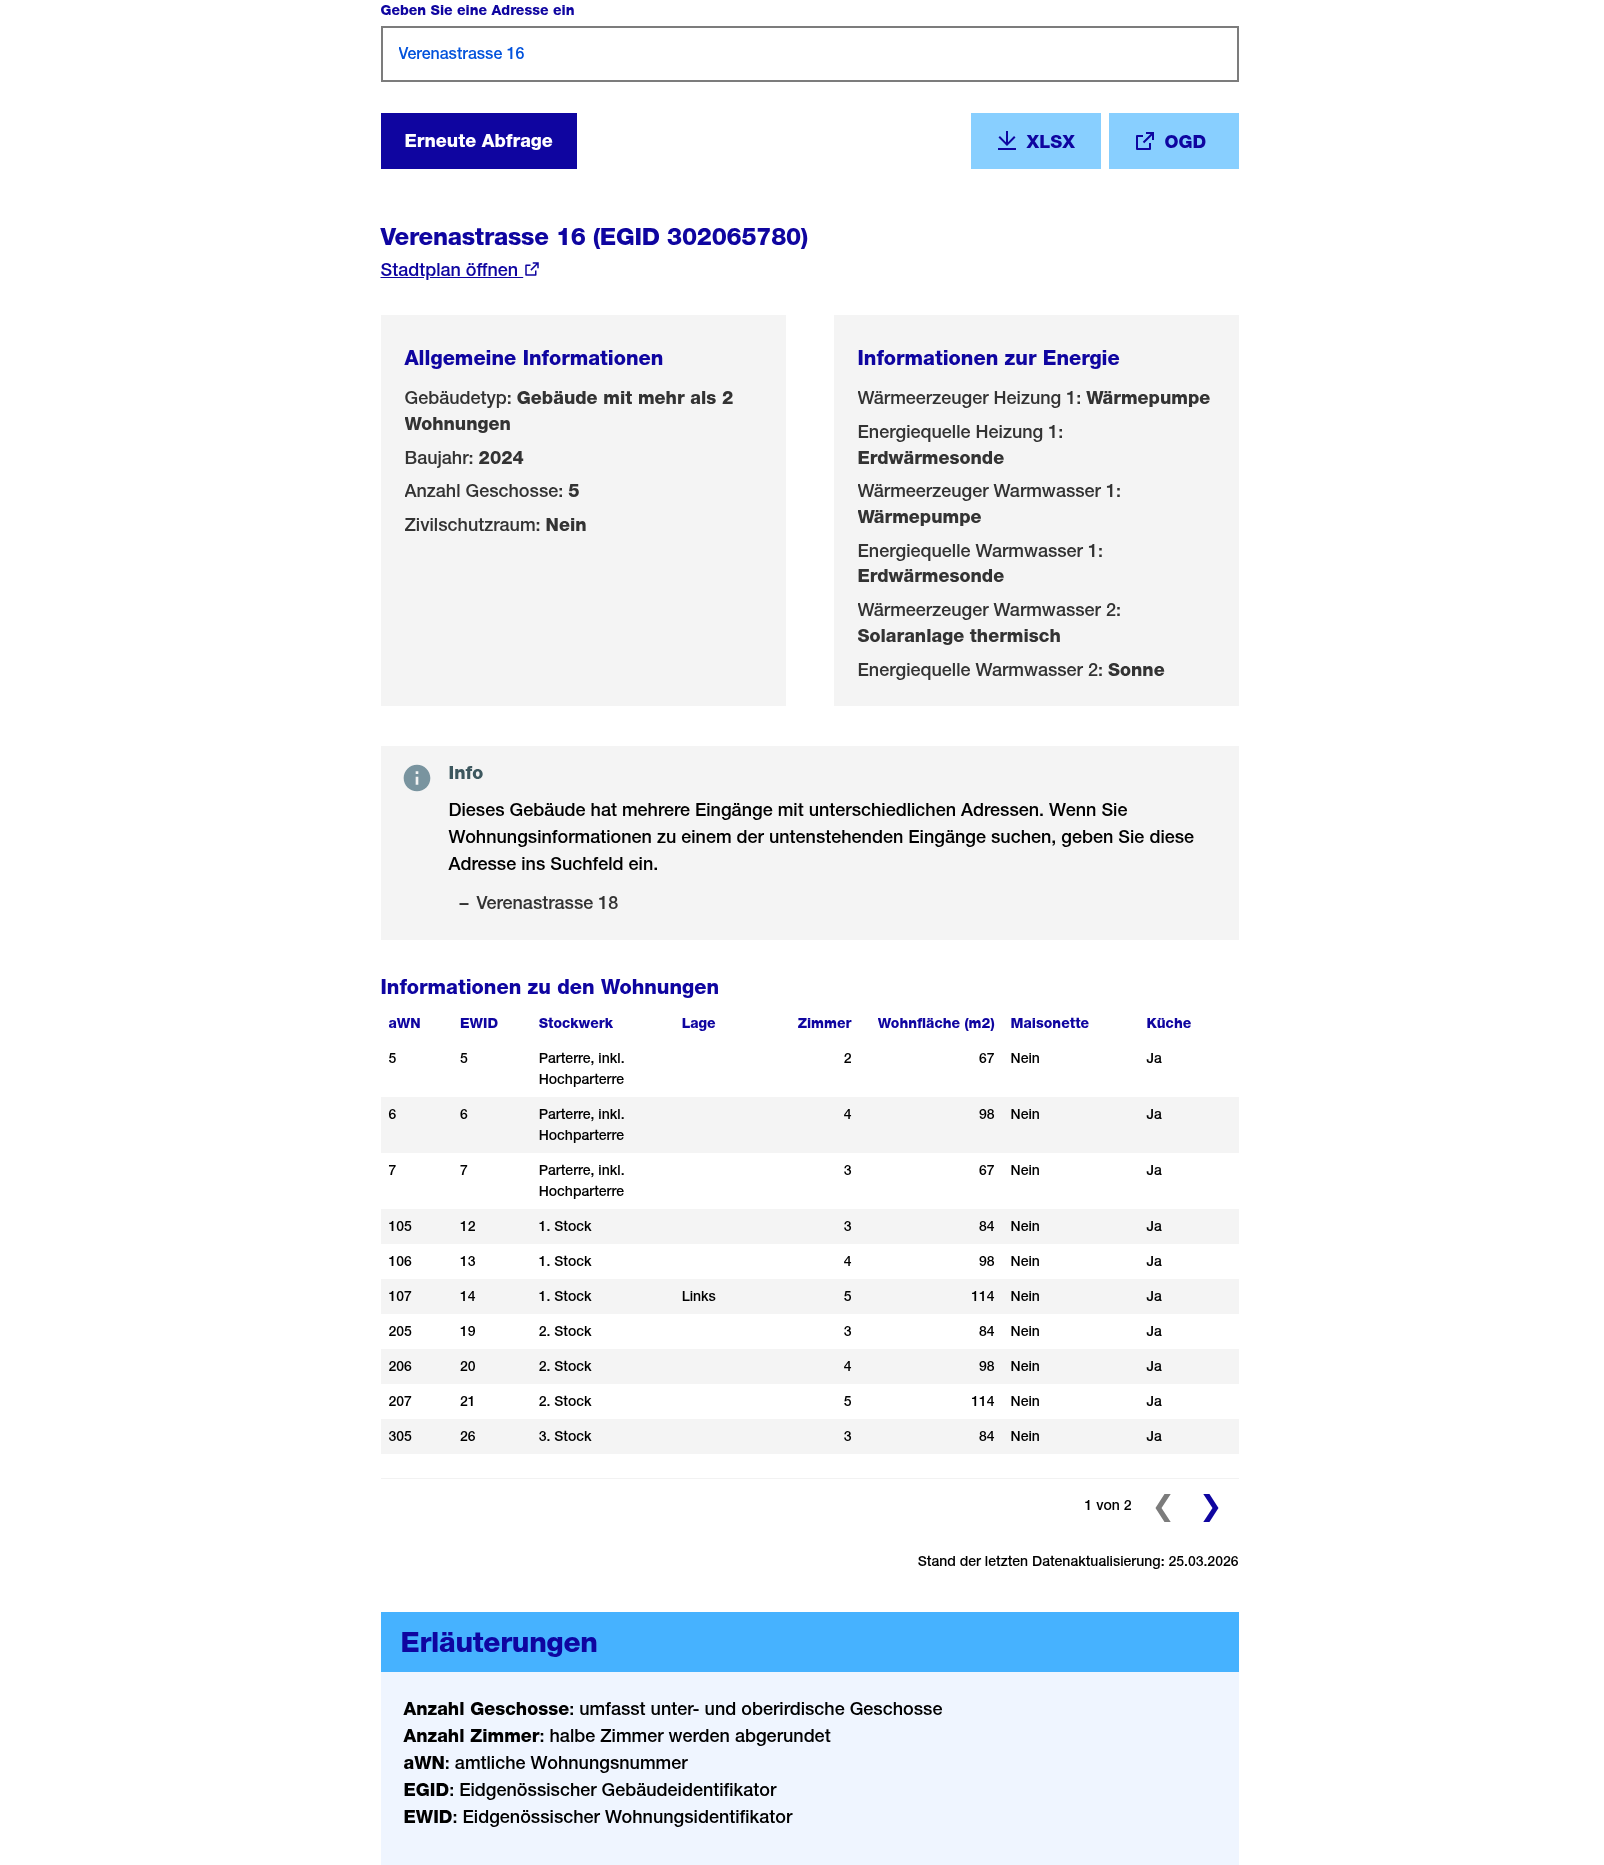 Geben Sie eine Adresse ein
Verenastrasse 16
Erneute Abfrage
XLSX
OGD
Verenastrasse 16 (EGID 302065780)
Stadtplan öffnen
Allgemeine Informationen
Gebäudetyp: Gebäude mit mehr als 2
Wohnungen
Baujahr: 2024
Anzahl Geschosse: 5
Zivilschutzraum: Nein
Informationen zur Energie
Wärmeerzeuger Heizung 1: Wärmepumpe
Energiequelle Heizung 1:
Erdwärmesonde
Wärmeerzeuger Warmwasser 1:
Wärmepumpe
Energiequelle Warmwasser 1:
Erdwärmesonde
Wärmeerzeuger Warmwasser 2:
Solaranlage thermisch
Energiequelle Warmwasser 2: Sonne
Info
Dieses Gebäude hat mehrere Eingänge mit unterschiedlichen Adressen. Wenn Sie
Wohnungsinformationen zu einem der untenstehenden Eingänge suchen, geben Sie diese
Adresse ins Suchfeld ein.
– Verenastrasse 18
Informationen zu den Wohnungen
aWN EWID Stockwerk Lage Zimmer Wohnfläche (m2) Maisonette Küche
5 5 Parterre, inkl. 2 67 Nein Ja
Hochparterre
6 6 Parterre, inkl. 4 98 Nein Ja
Hochparterre
7 7 Parterre, inkl. 3 67 Nein Ja
Hochparterre
105 12 1. Stock 3 84 Nein Ja
106 13 1. Stock 4 98 Nein Ja
107 14 1. Stock Links 5 114 Nein Ja
205 19 2. Stock 3 84 Nein Ja
206 20 2. Stock 4 98 Nein Ja
207 21 2. Stock 5 114 Nein Ja
305 26 3. Stock 3 84 Nein Ja
1 von 2
Stand der letzten Datenaktualisierung: 25.03.2026
Erläuterungen
Anzahl Geschosse: umfasst unter- und oberirdische Geschosse
Anzahl Zimmer: halbe Zimmer werden abgerundet
aWN: amtliche Wohnungsnummer
EGID: Eidgenössischer Gebäudeidentifikator
EWID: Eidgenössischer Wohnungsidentifikator